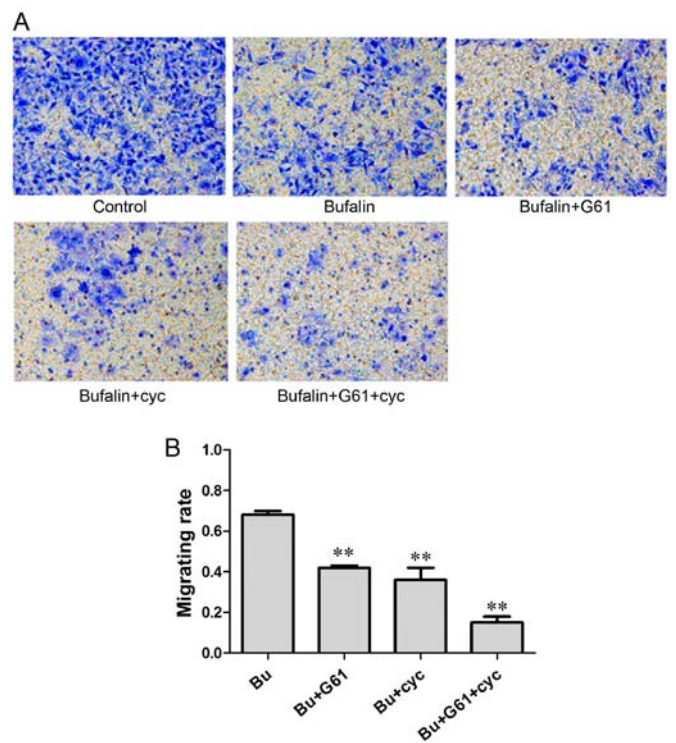 A
Control
Bufalin
Bufalin+G61
Bufalin+cyc
Bufalin+G61+cyc
B
Migrating rate
1.0
0.8
0.6
0.4
0.2
0.0
**
**
**
Bu
Bu+G61
Bu+cyc
Bu+G61+cyc